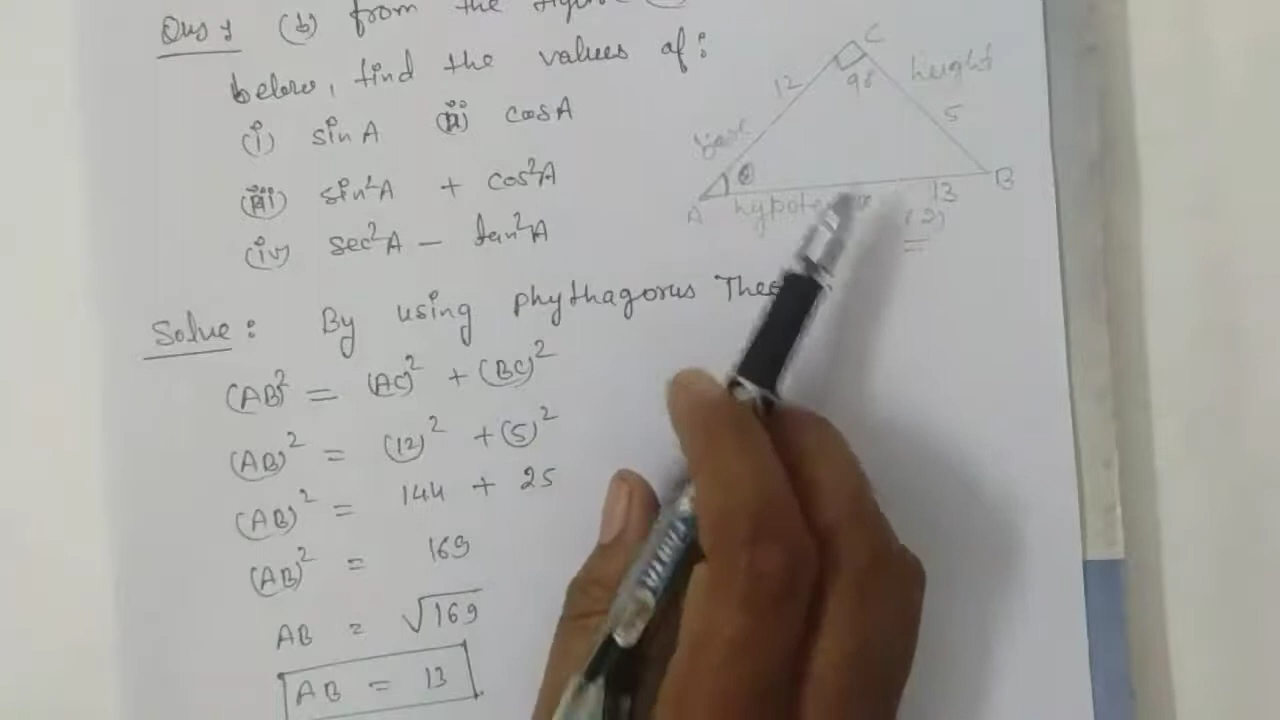 Qus 1 (b) from the
below, find the values of:
(i) sin A (ii) cosA
(iii) sin²A + cos²A
(iv) sec²A - tan²A
Solve: By using phythagorus
(AB)² = (AC)² + (BC)²
(AB)² = (12)² + (5)²
(AB)² = 144 + 25
(AB)² = 169
AB = √169
AB = 13
C
12
90
height
5
B
A
13